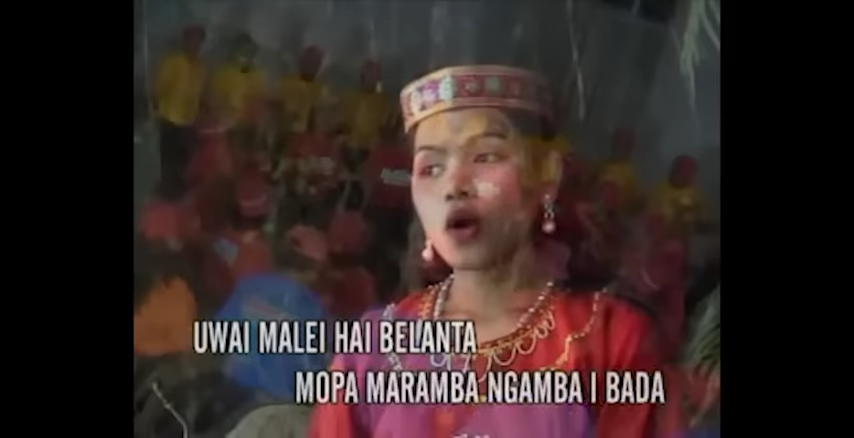 UWAI MALEI HAI BELANTA
MOPA MARAMBA NGAMBA I BADA